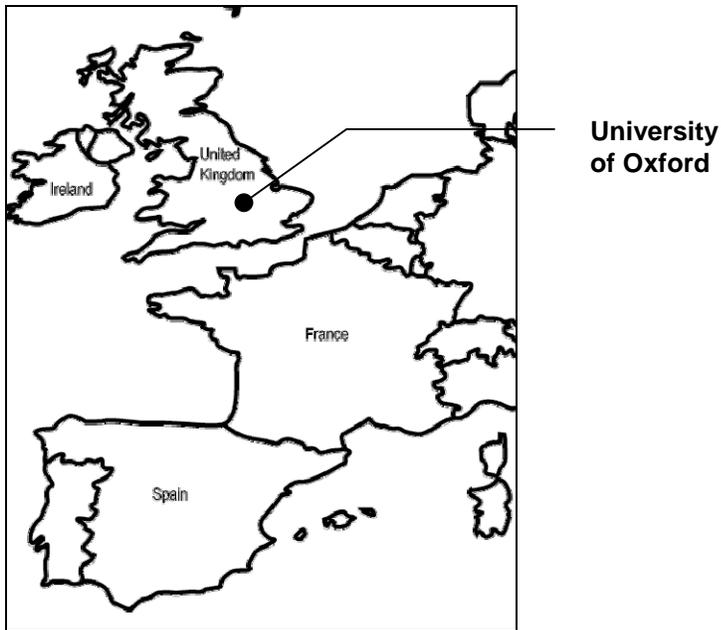 United
Kingdom
Ireland
France
Spain
University
of Oxford